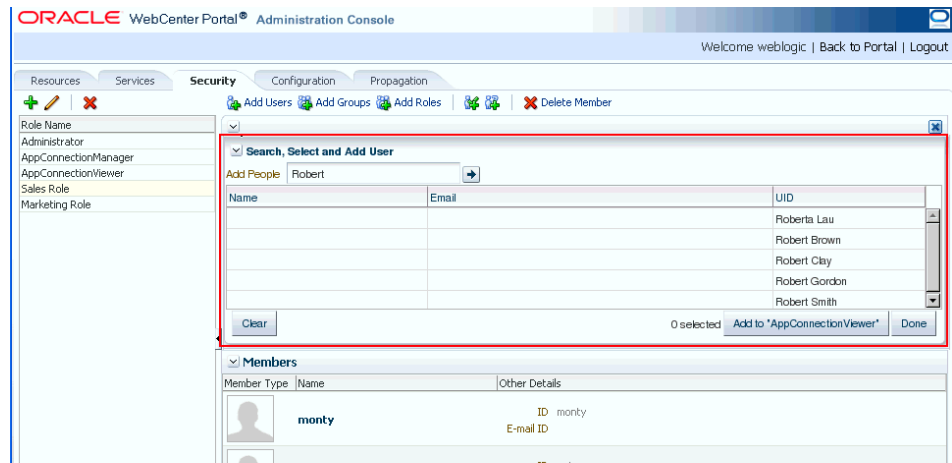 ORACLE WebCenter Portal® Administration Console
Welcome weblogic | Back to Portal | Logout
Resources Services Security Configuration Propagation
Add Users Add Groups Add Roles Delete Member
Role Name
Administrator
AppConnectionManager
AppConnectionViewer
Sales Role
Marketing Role
Search, Select and Add User
Add People Robert
Name Email UID
Roberta Lau
Robert Brown
Robert Clay
Robert Gordon
Robert Smith
Clear 0 selected Add to "AppConnectionViewer" Done
Members
Member Type Name Other Details
monty
ID monty
E-mail ID